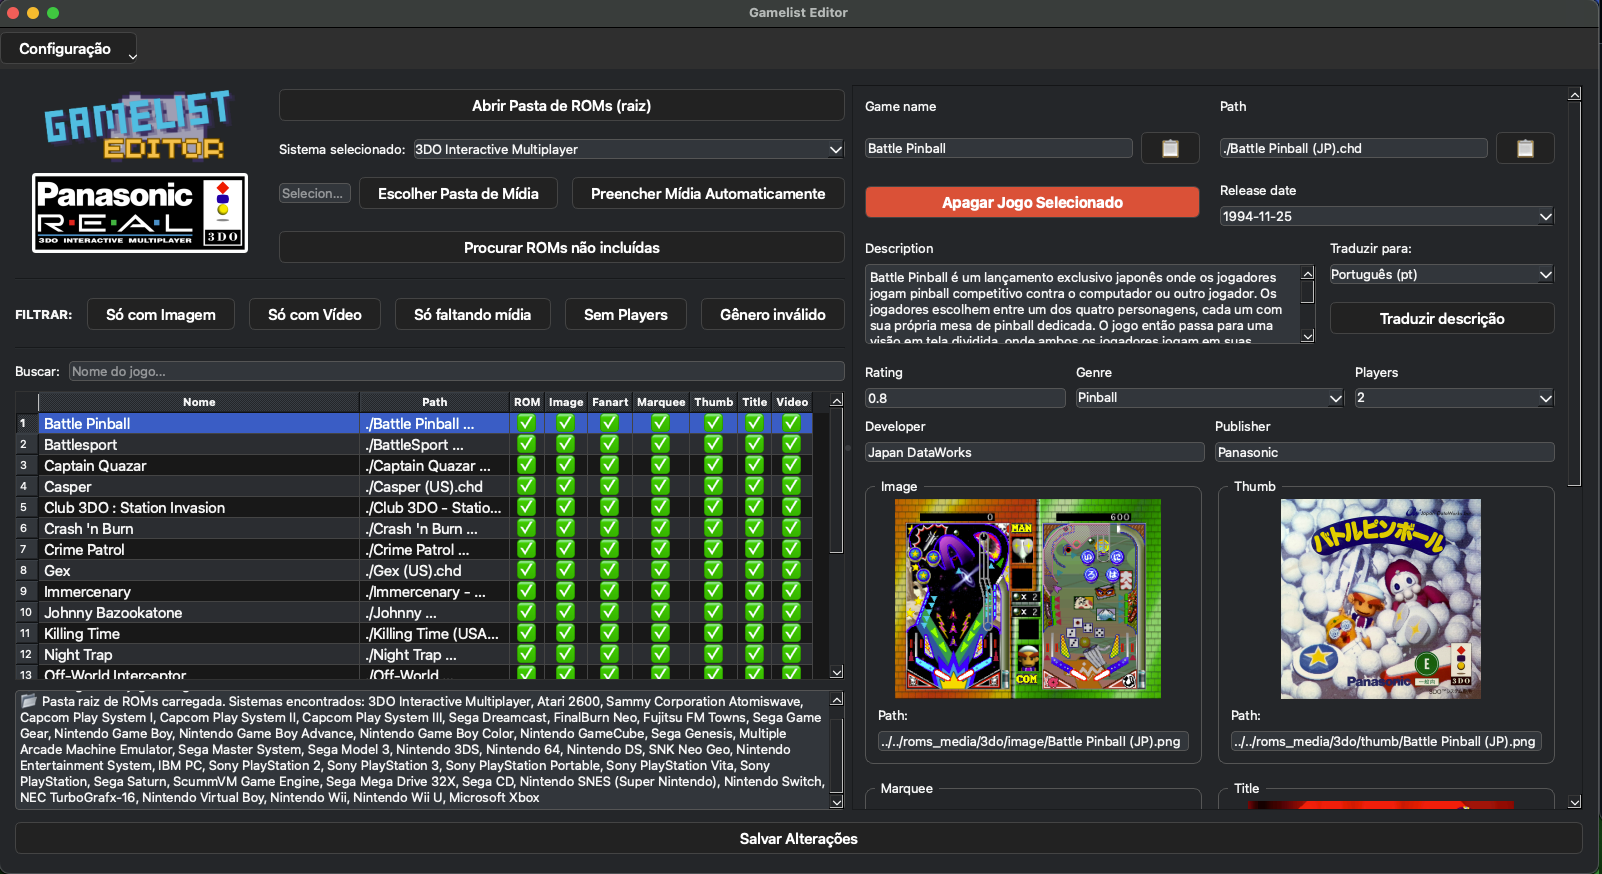 Gamelist Editor
Configuração
GAMELIST
EDITOR
Panasonic
R·E·A·L
3DO INTERACTIVE MULTIPLAYER
3DO
Abrir Pasta de ROMs (raiz)
Sistema selecionado: 3DO Interactive Multiplayer
Selecion... Escolher Pasta de Mídia Preencher Mídia Automaticamente
Procurar ROMs não incluídas
FILTRAR: Só com Imagem Só com Vídeo Só faltando mídia Sem Players Gênero inválido
Buscar: Nome do jogo...
Nome Path ROM Image Fanart Marquee Thumb Title Video
1 Battle Pinball ./Battle Pinball ... ✅ ✅ ✅ ✅ ✅ ✅ ✅
2 Battlesport ./BattleSport ... ✅ ✅ ✅ ✅ ✅ ✅ ✅
3 Captain Quazar ./Captain Quazar ... ✅ ✅ ✅ ✅ ✅ ✅ ✅
4 Casper ./Casper (US).chd ✅ ✅ ✅ ✅ ✅ ✅ ✅
5 Club 3DO : Station Invasion ./Club 3DO - Statio... ✅ ✅ ✅ ✅ ✅ ✅ ✅
6 Crash 'n Burn ./Crash 'n Burn ... ✅ ✅ ✅ ✅ ✅ ✅ ✅
7 Crime Patrol ./Crime Patrol ... ✅ ✅ ✅ ✅ ✅ ✅ ✅
8 Gex ./Gex (US).chd ✅ ✅ ✅ ✅ ✅ ✅ ✅
9 Immercenary ./Immercenary - ... ✅ ✅ ✅ ✅ ✅ ✅ ✅
10 Johnny Bazookatone ./Johnny ... ✅ ✅ ✅ ✅ ✅ ✅ ✅
11 Killing Time ./Killing Time (USA... ✅ ✅ ✅ ✅ ✅ ✅ ✅
12 Night Trap ./Night Trap ... ✅ ✅ ✅ ✅ ✅ ✅ ✅
13 Off-World Interceptor ./Off-World ✅ ✅ ✅ ✅ ✅ ✅ ✅
📂 Pasta raiz de ROMs carregada. Sistemas encontrados: 3DO Interactive Multiplayer, Atari 2600, Sammy Corporation Atomiswave,
Capcom Play System I, Capcom Play System II, Capcom Play System III, Sega Dreamcast, FinalBurn Neo, Fujitsu FM Towns, Sega Game
Gear, Nintendo Game Boy, Nintendo Game Boy Advance, Nintendo Game Boy Color, Nintendo GameCube, Sega Genesis, Multiple
Arcade Machine Emulator, Sega Master System, Sega Model 3, Nintendo 3DS, Nintendo 64, Nintendo DS, SNK Neo Geo, Nintendo
Entertainment System, IBM PC, Sony PlayStation 2, Sony PlayStation 3, Sony PlayStation Portable, Sony PlayStation Vita, Sony
PlayStation, Sega Saturn, ScummVM Game Engine, Sega Mega Drive 32X, Sega CD, Nintendo SNES (Super Nintendo), Nintendo Switch,
NEC TurboGrafx-16, Nintendo Virtual Boy, Nintendo Wii, Nintendo Wii U, Microsoft Xbox
Game name Path
Battle Pinball ./Battle Pinball (JP).chd
Apagar Jogo Selecionado
Release date
1994-11-25
Description Traduzir para:
Battle Pinball é um lançamento exclusivo japonês onde os jogadores
jogam pinball competitivo contra o computador ou outro jogador. Os
jogadores escolhem entre um dos quatro personagens, cada um com
sua própria mesa de pinball dedicada. O jogo então passa para uma
visão em tela dividida, onde ambos os jogadores jogam em suas
Português (pt)
Traduzir descrição
Rating Genre Players
0.8 Pinball 2
Developer Publisher
Japan DataWorks Panasonic
Image
0 600
MAN
x 2
x 2
COM
Path:
../../roms_media/3do/image/Battle Pinball (JP).png
Thumb
バトルピンボール
E
Panasonic
3DO
Path:
../../roms_media/3do/thumb/Battle Pinball (JP).png
Marquee Title
Salvar Alterações